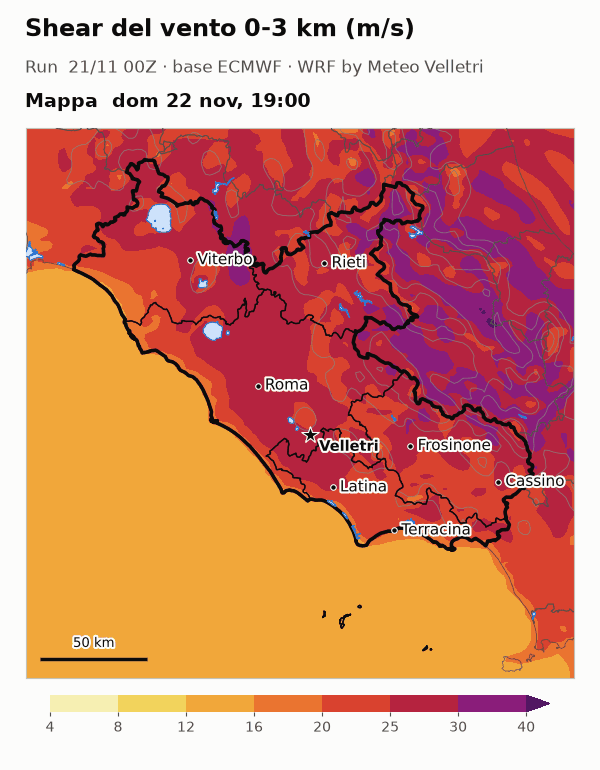 Shear del vento 0-3 km (m/s)
Run  21/11 00Z · base ECMWF · WRF by Meteo Velletri
Mappa  dom 22 nov, 19:00
Viterbo
Rieti
Roma
Velletri
Frosinone
Cassino
Latina
Terracina
50 km
4 8 12 16 20 25 30 40